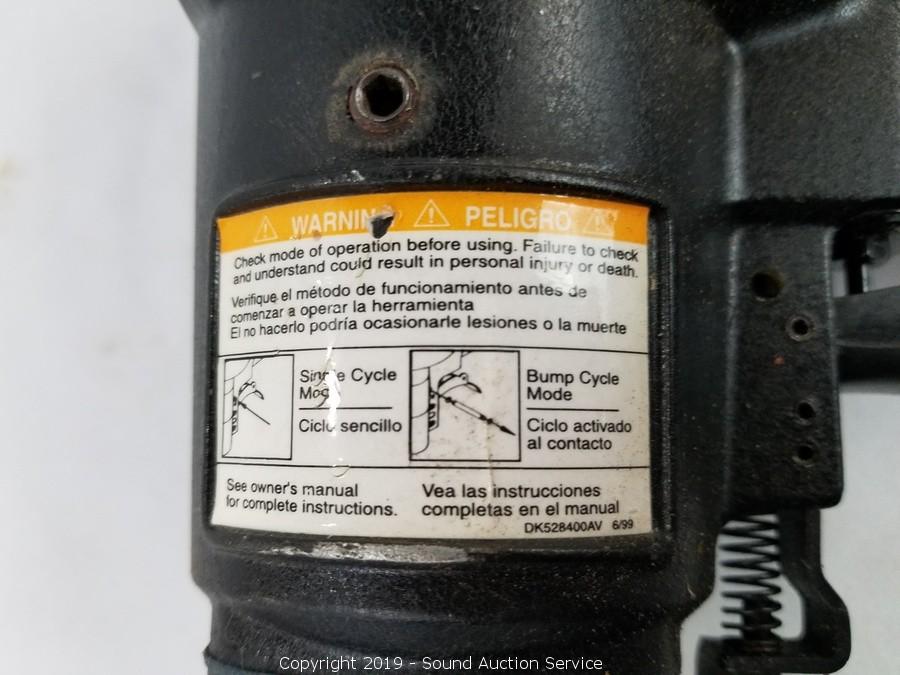 WARNING PELIGRO
Check mode of operation before using. Failure to check
and understand could result in personal injury or death.
Verifique el método de funcionamiento antes de
comenzar a operar la herramienta
El no hacerlo podría ocasionarle lesiones o la muerte
Single Cycle
Mode
Ciclo sencillo
Bump Cycle
Mode
Ciclo activado
al contacto
See owner's manual
for complete instructions.
Vea las instrucciones
completas en el manual
DK528400AV 6/99
Copyright 2019 - Sound Auction Service